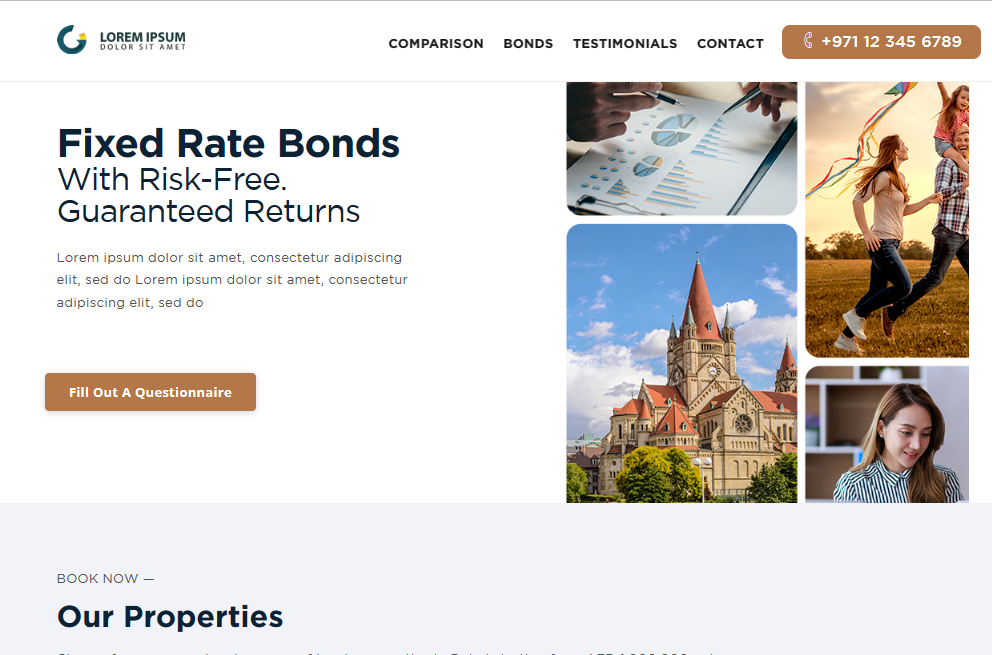 LOREM IPSUM
DOLOR SIT AMET
COMPARISON BONDS TESTIMONIALS CONTACT +971 12 345 6789
Fixed Rate Bonds
With Risk-Free.
Guaranteed Returns
Lorem ipsum dolor sit amet, consectetur adipiscing
elit, sed do Lorem ipsum dolor sit amet, consectetur
adipiscing elit, sed do
Fill Out A Questionnaire
BOOK NOW —
Our Properties